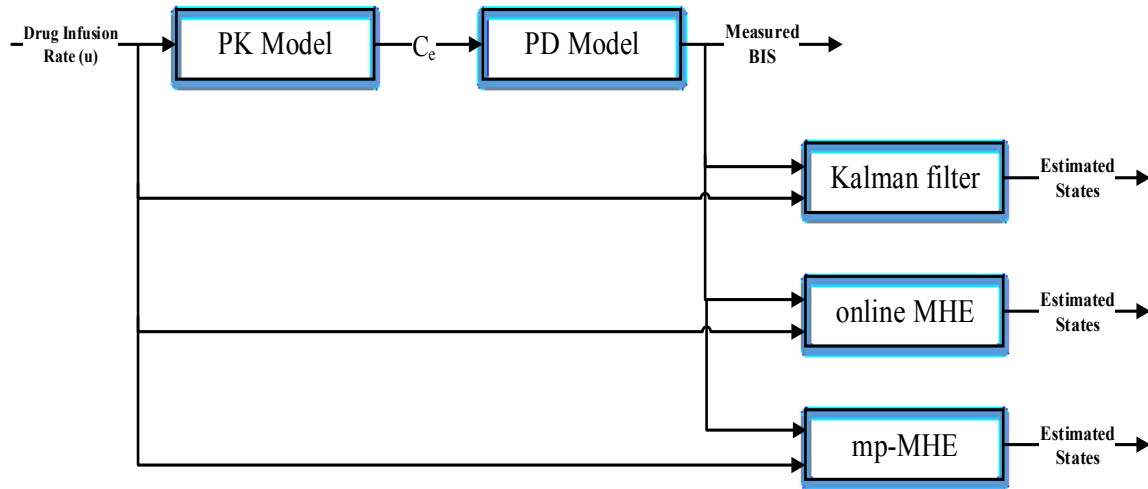 Drug Infusion
Rate (u)
PK Model
Ce
PD Model
Measured
BIS
Kalman filter
Estimated
States
online MHE
Estimated
States
mp-MHE
Estimated
States